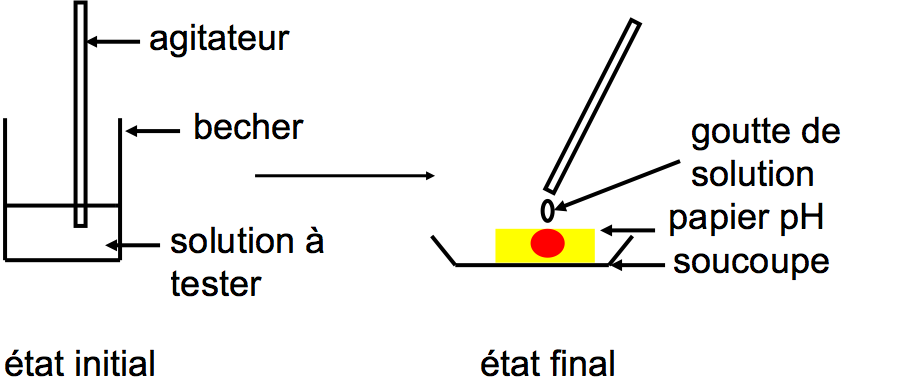 agitateur
becher
solution à
tester
goutte de
solution
papier pH
soucoupe
état initial
état final